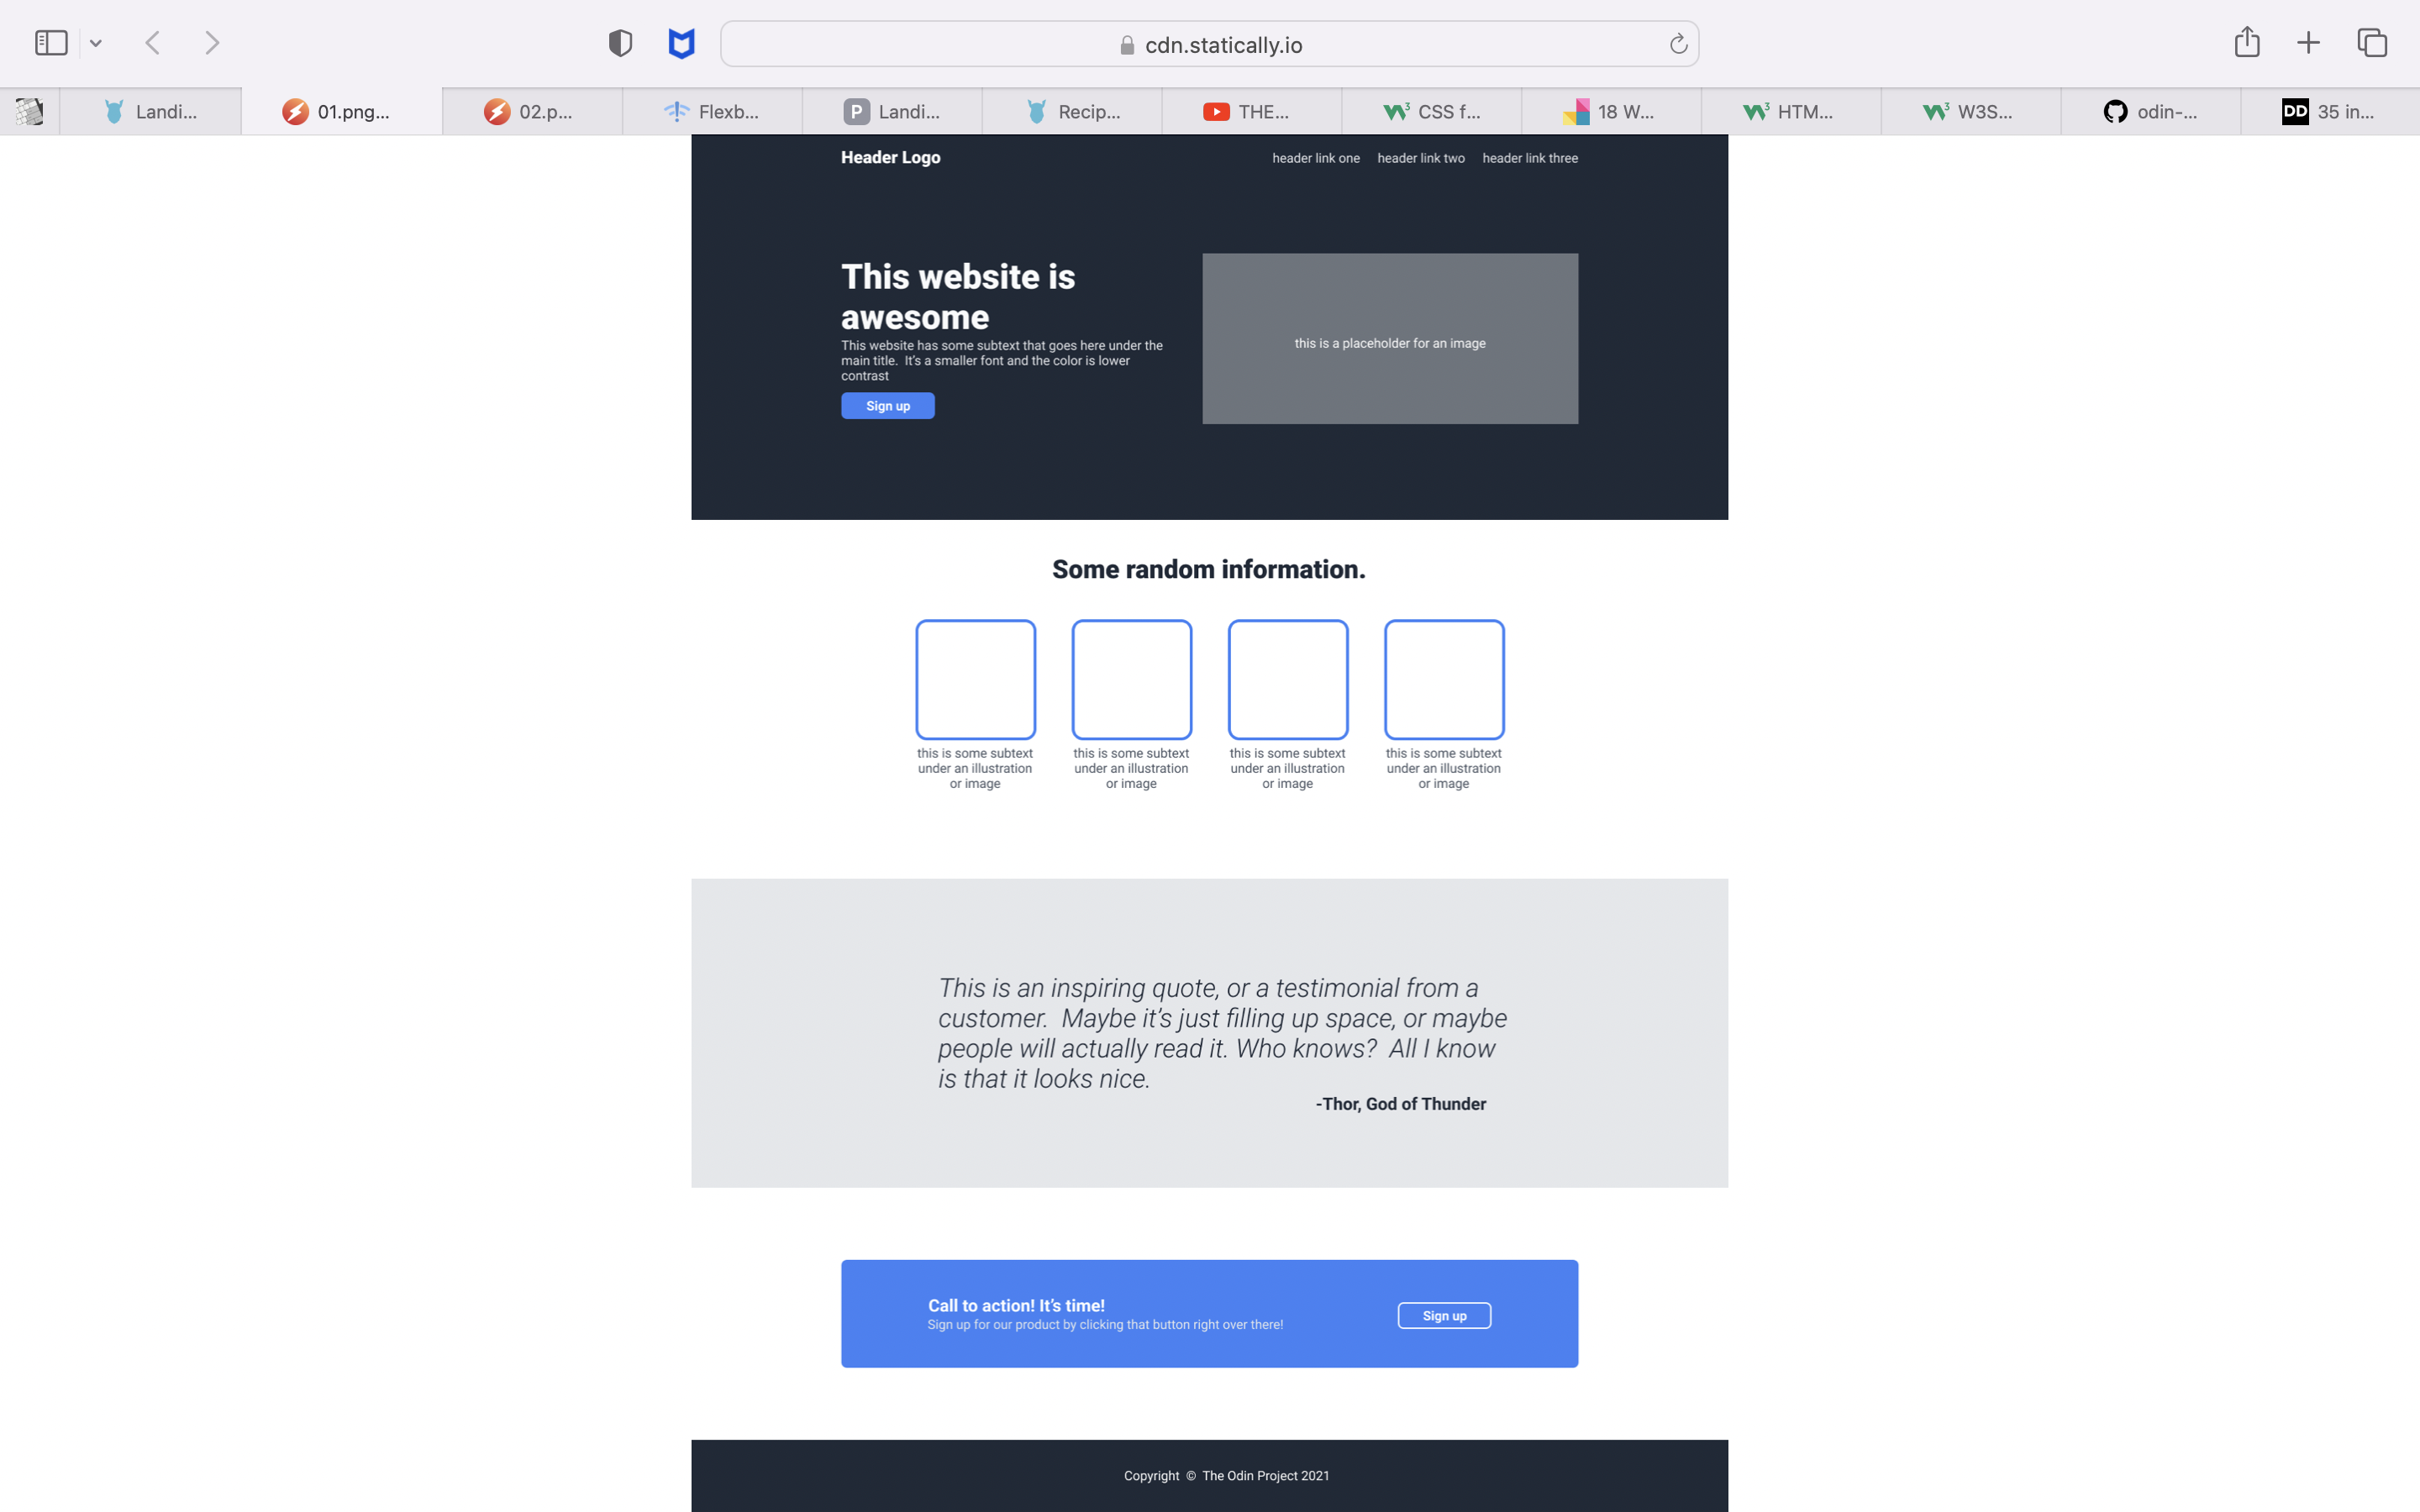 cdn.statically.io
Landi...
01.png...
02.p...
Flexb...
P Landi...
Recip...
THE...
W3 CSS f...
18 W...
W3 HTM...
W3 W3S...
odin-...
DD 35 in...
Header Logo
header link one header link two header link three
This website is
awesome
This website has some subtext that goes here under the
main title.  It's a smaller font and the color is lower
contrast
Sign up
this is a placeholder for an image
Some random information.
this is some subtext
under an illustration
or image
this is some subtext
under an illustration
or image
this is some subtext
under an illustration
or image
this is some subtext
under an illustration
or image
This is an inspiring quote, or a testimonial from a
customer.  Maybe it's just filling up space, or maybe
people will actually read it. Who knows?  All I know
is that it looks nice.
-Thor, God of Thunder
Call to action! It's time!
Sign up for our product by clicking that button right over there!
Sign up
Copyright © The Odin Project 2021